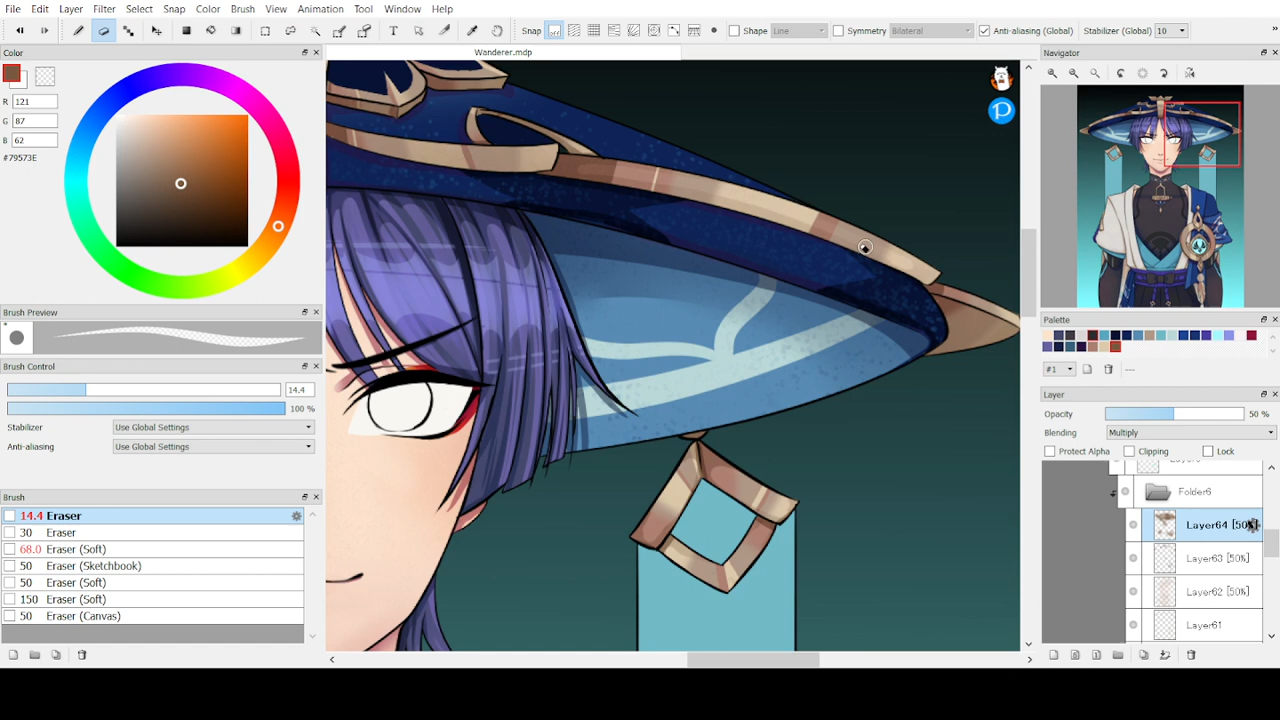 File Edit Layer Filter Select Snap Color Brush View Animation Tool Window Help
Snap Shape Line Symmetry Bilateral Anti-aliasing (Global) Stabilizer (Global) 10 »
Color
Wanderer.mdp
Navigator
R 121
G 87
B 62
#79573E
P
Brush Preview
Palette
#1 ---
Brush Control
14.4
100 %
Stabilizer Use Global Settings
Anti-aliasing Use Global Settings
Layer
Opacity 50 %
Blending Multiply
Protect Alpha Clipping Lock
Folder6
Layer64 [50%]
Layer63 [50%]
Layer62 [50%]
Layer61
Brush
14.4 Eraser
30 Eraser
68.0 Eraser (Soft)
50 Eraser (Sketchbook)
50 Eraser (Soft)
150 Eraser (Soft)
50 Eraser (Canvas)